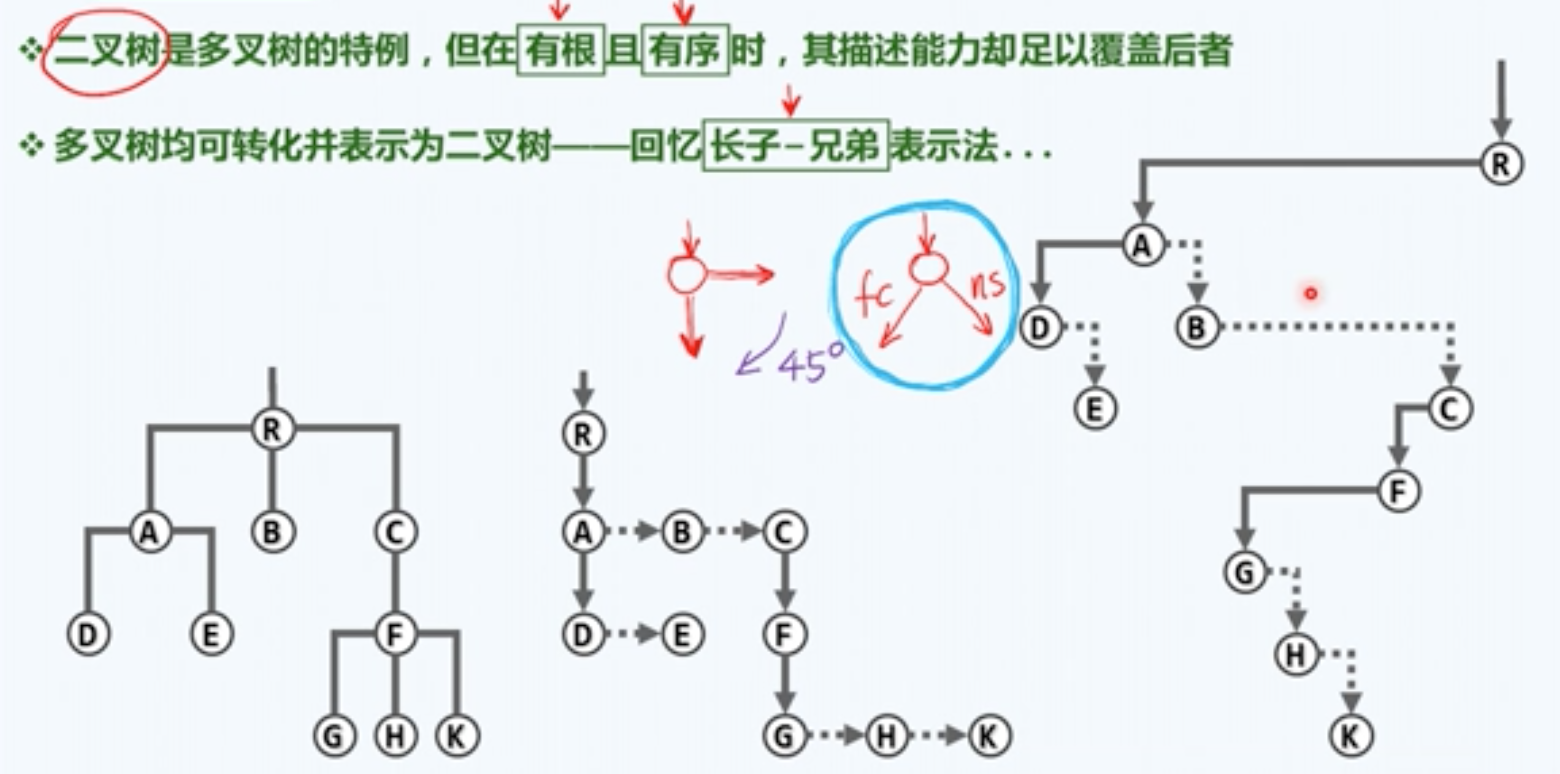 ❖ 二叉树是多叉树的特例，但在有根且有序时，其描述能力却足以覆盖后者
❖ 多叉树均可转化并表示为二叉树——回忆长子-兄弟表示法...
R
A
fc ns
D B
45°
E C
R R
F
A B C A B C
G
D E F D E F
H
G H K G H K K